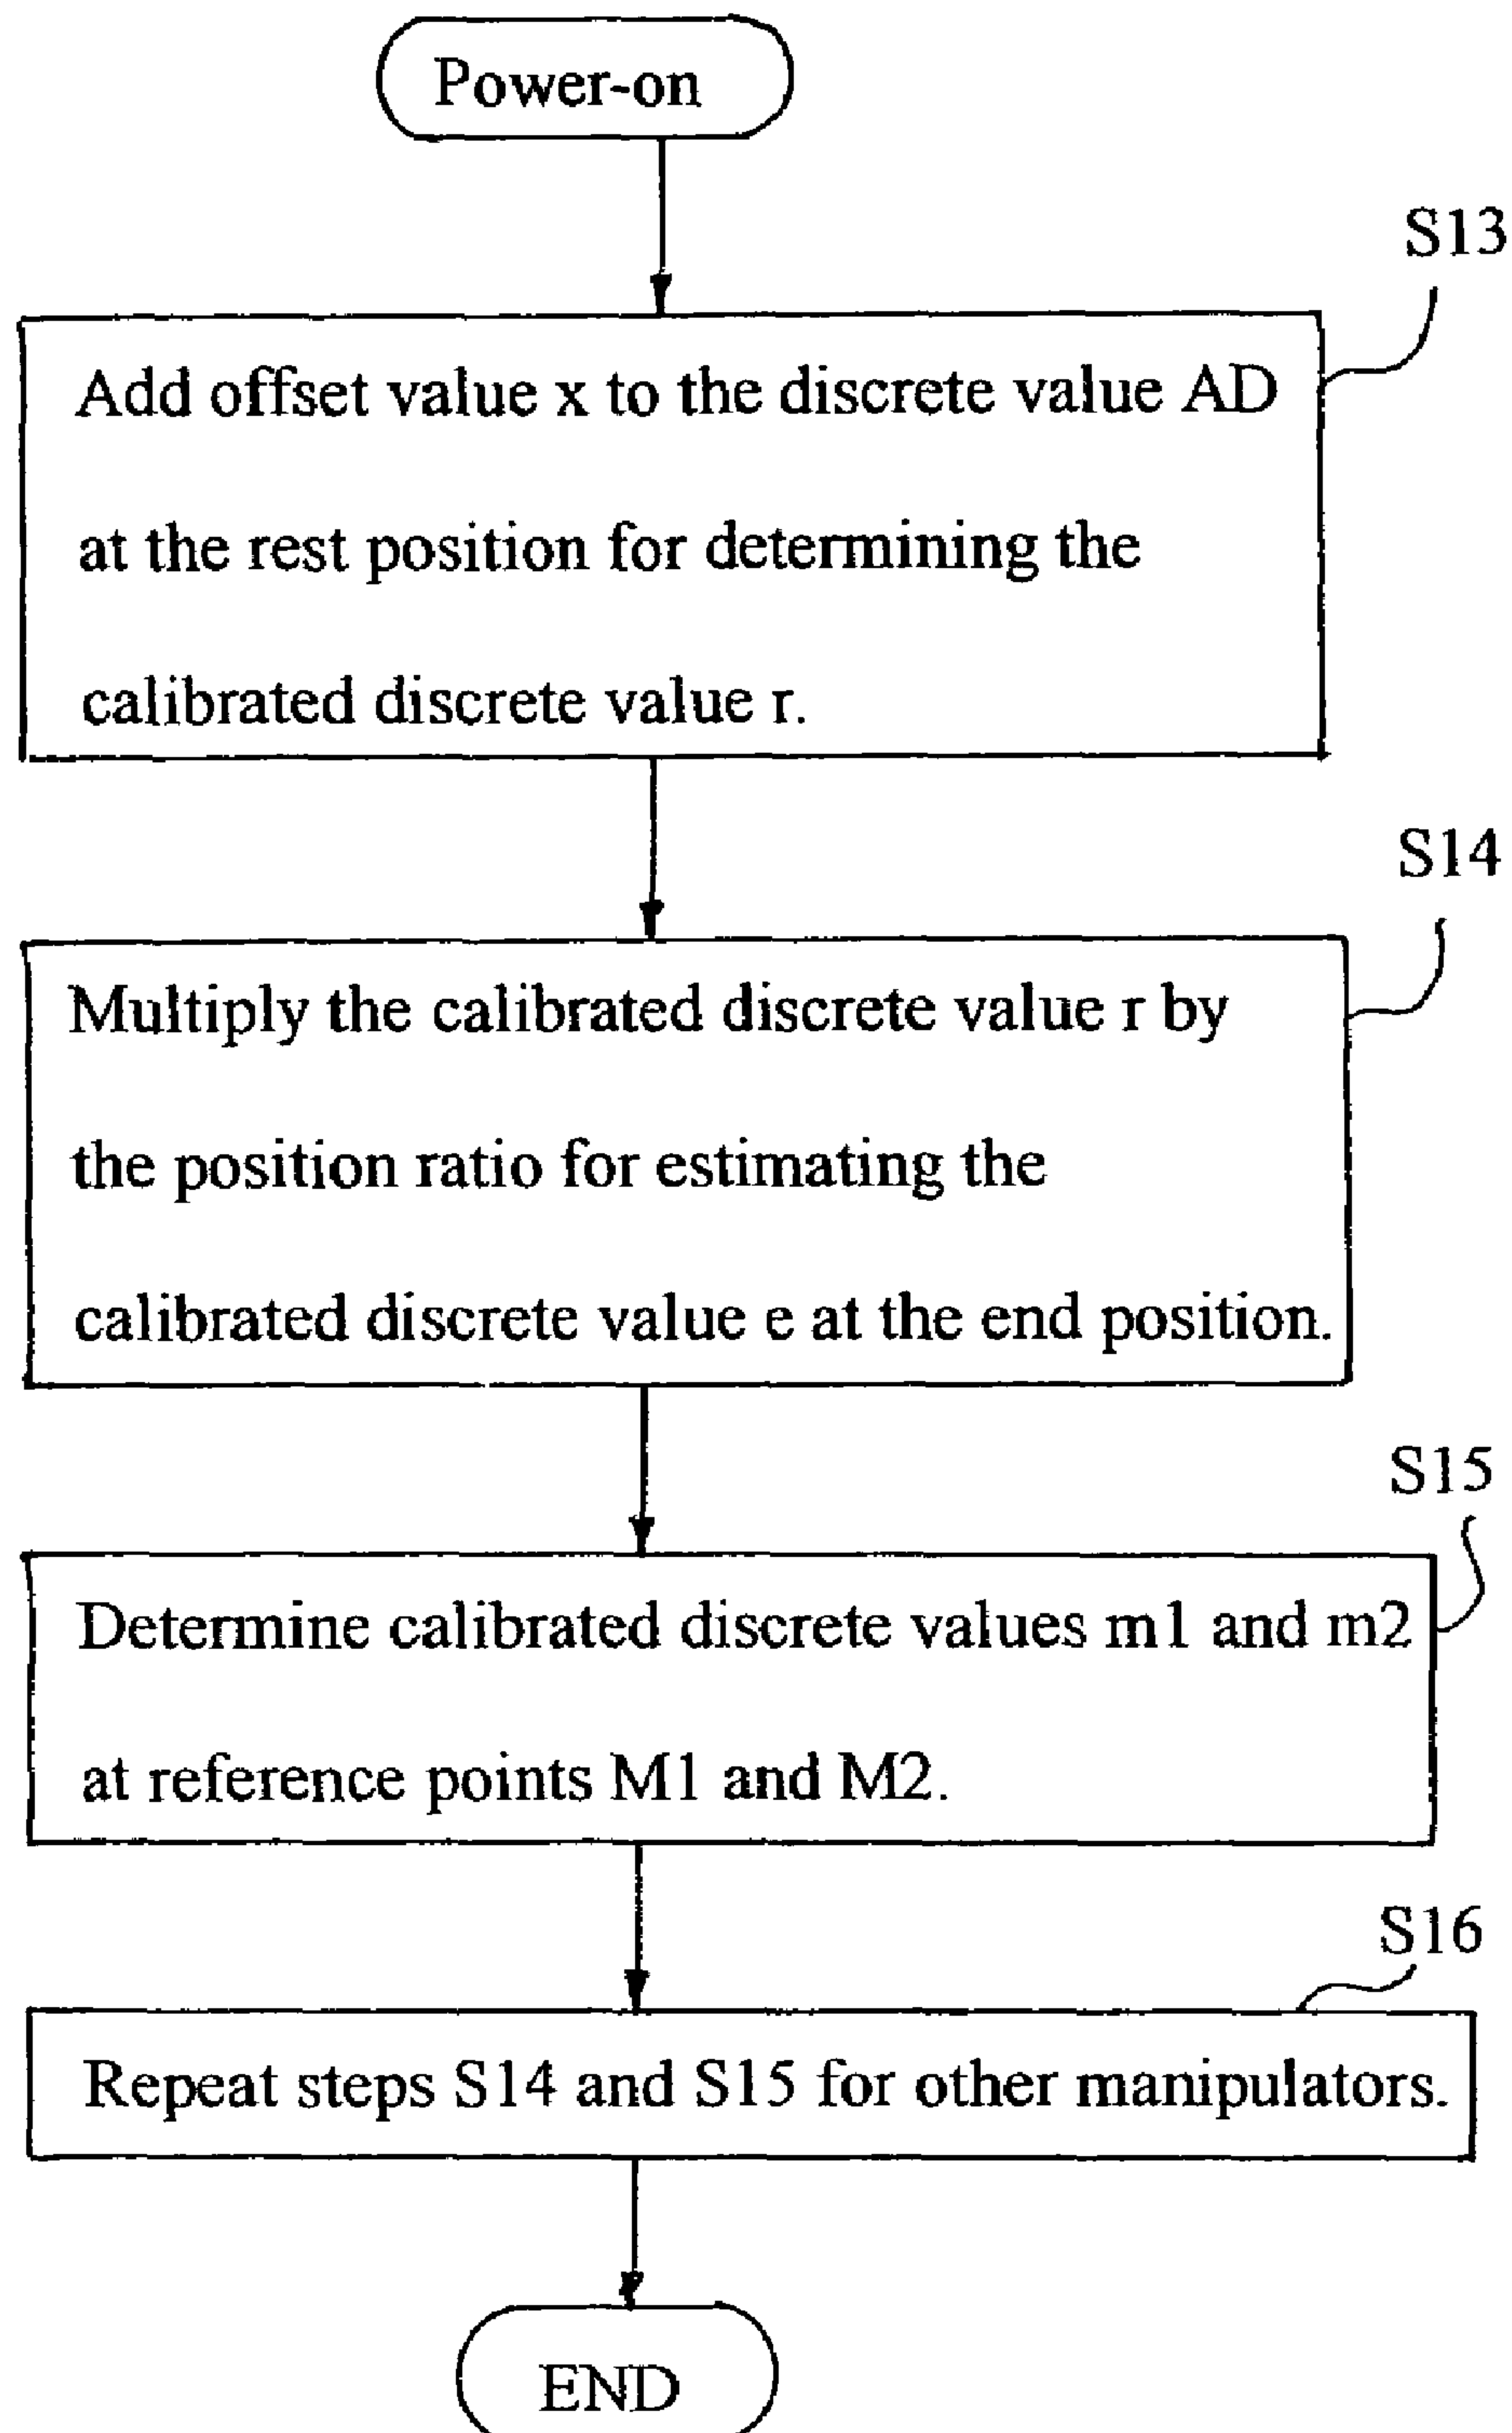 Power-on
S13
Add offset value x to the discrete value AD
at the rest position for determining the
calibrated discrete value r.
S14
Multiply the calibrated discrete value r by
the position ratio for estimating the
calibrated discrete value e at the end position.
S15
Determine calibrated discrete values m1 and m2
at reference points M1 and M2.
S16
Repeat steps S14 and S15 for other manipulators.
END